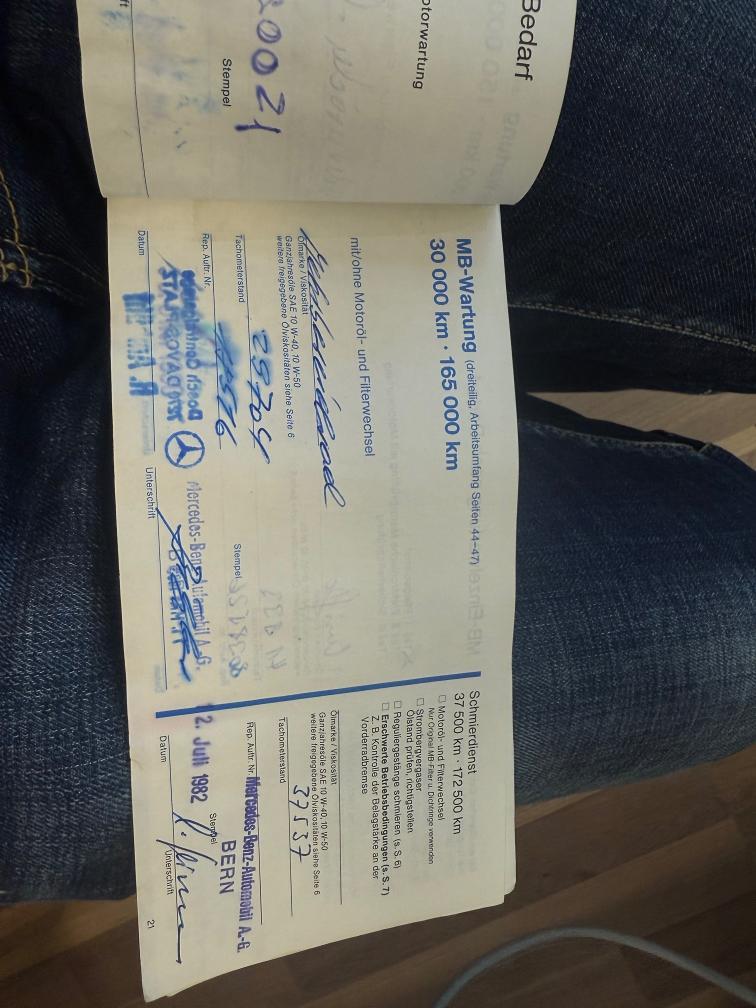 Bedarf
otorwartung
20021
Stempel
MB-Wartung (dreiteilig, Arbeitsumfang Seiten 44–47)
30 000 km · 165 000 km
mit/ohne Motoröl- und Filterwechsel
Ölmarke / Viskosität
Ganzjahresöle SAE 10 W-40, 10 W-50
weitere freigegebene Ölviskositäten siehe Seite 6
Tachometerstand
Stempel
Rep. Auftr. Nr.
Mercedes-Benz Automobil A.-G.
Datum
Unterschrift
Schmierdienst
37 500 km · 172 500 km
☐ Motoröl- und Filterwechsel
Nur Original MB-Filter u. Dichtringe verwenden
☐ Strombergvergaser
Ölstand prüfen, richtigstellen
☐ Reguliergestänge schmieren (s. S. 6)
☐ Erschwerte Betriebsbedingungen (s. S. 7)
Z. B. Kontrolle der Belagstärke an der
Vorderradbremse
Ölmarke / Viskosität
Ganzjahresöle SAE 10 W-40, 10 W-50
weitere freigegebene Ölviskositäten siehe Seite 6
37537
Tachometerstand
Rep. Auftr. Nr.
Mercedes-Benz-Automobil A.-G.
BERN
Stempel
2. Juli 1982
Datum
Unterschrift
21